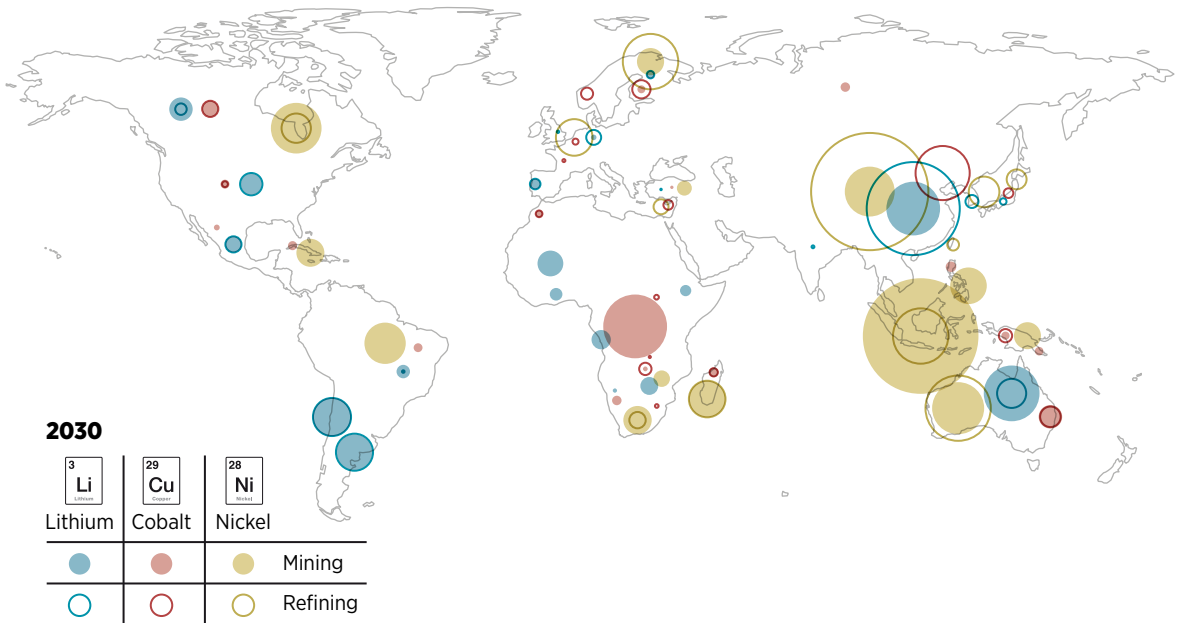 2030
3
Li
Lithium
29
Cu
Copper
28
Ni
Nickel
Lithium
Cobalt
Nickel
Mining
Refining